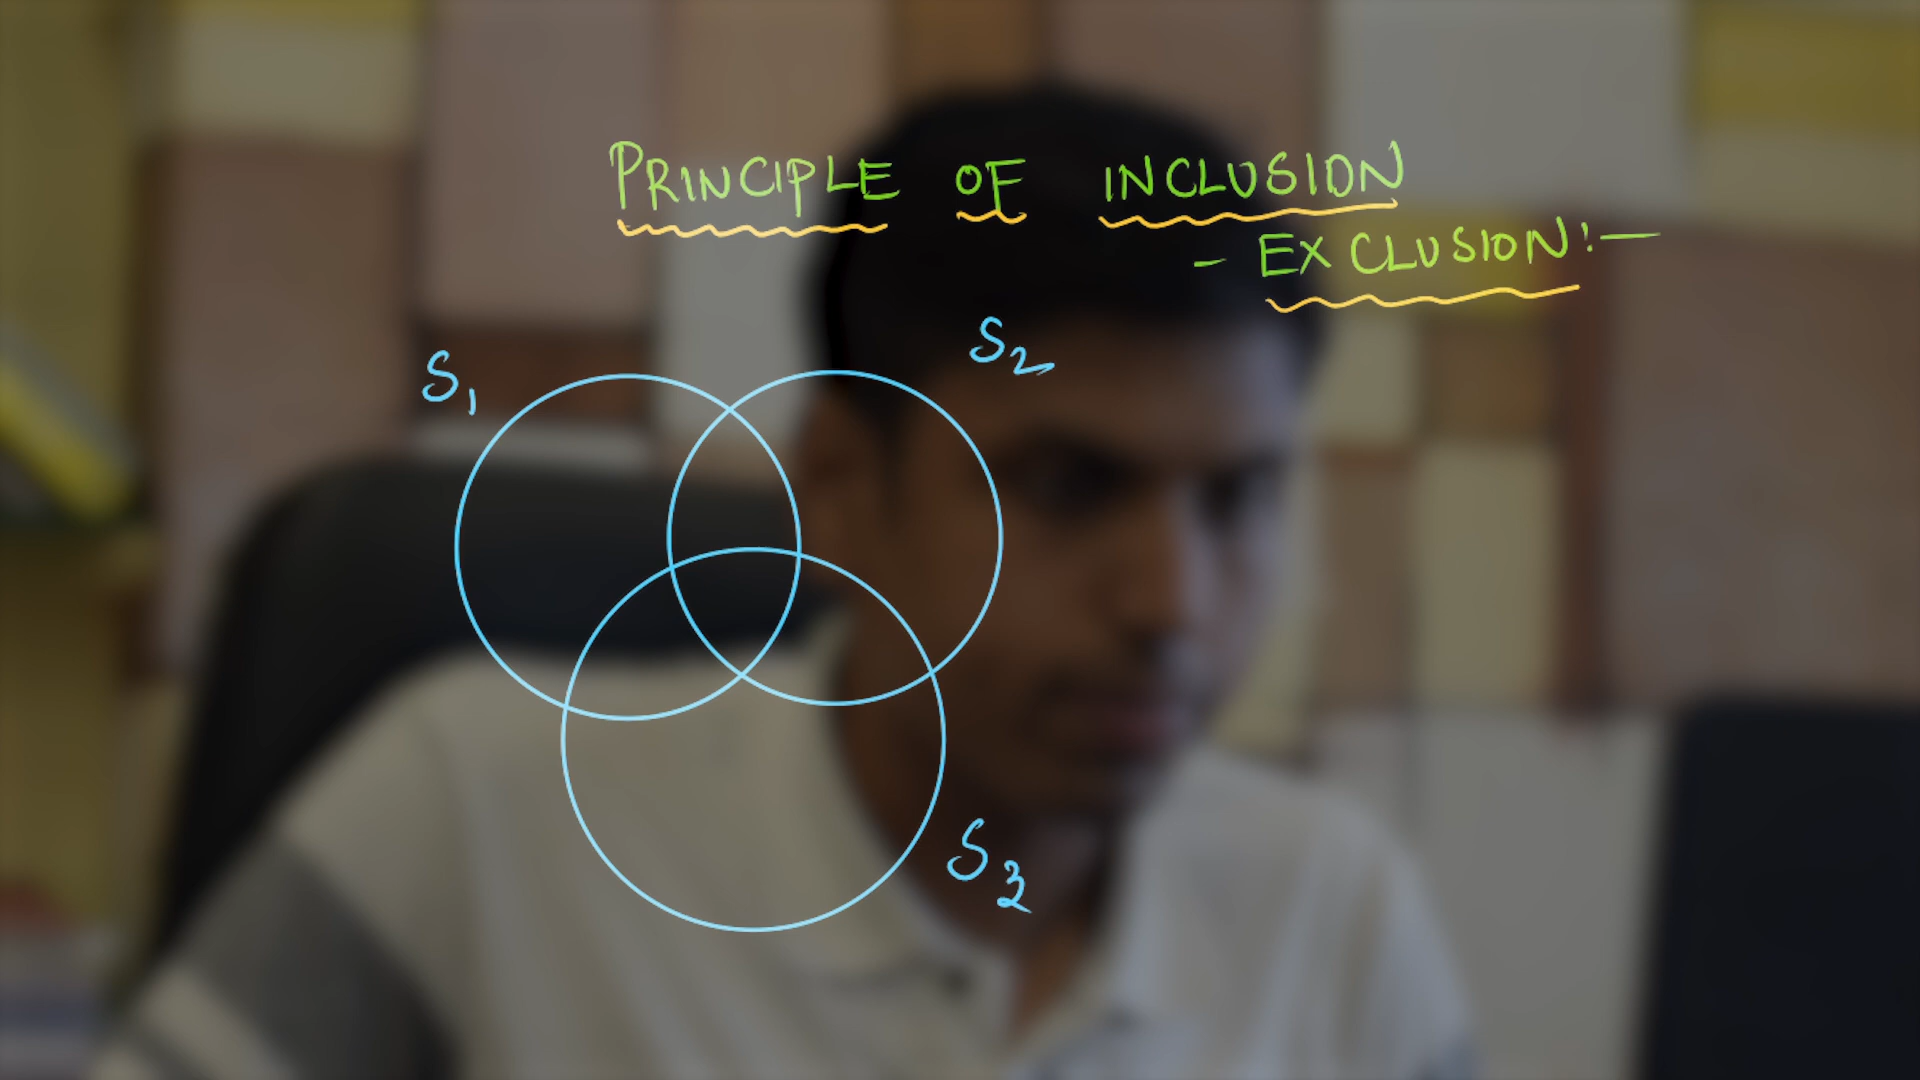 PRINCIPLE OF INCLUSION
- EXCLUSION:-
S1
S2
S3